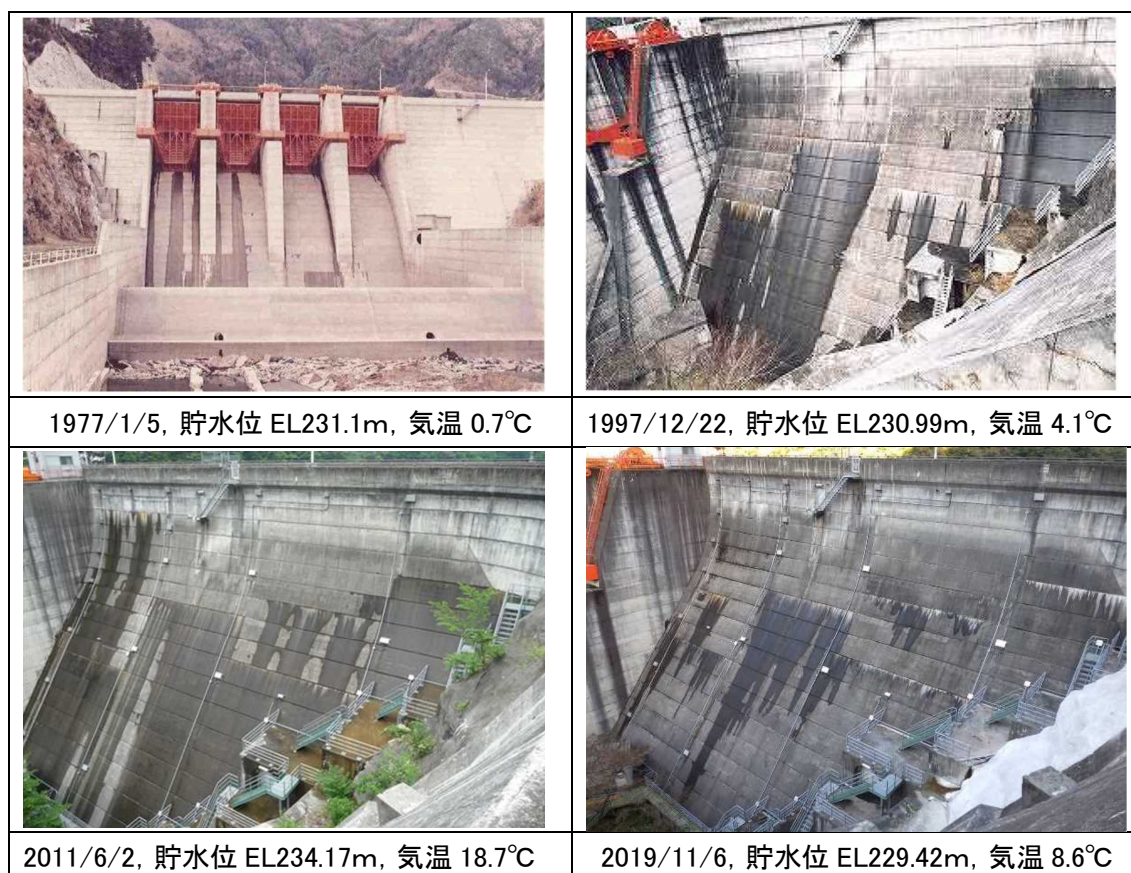 1977/1/5, 貯水位 EL231.1m, 気温 0.7℃
1997/12/22, 貯水位 EL230.99m, 気温 4.1℃
2011/6/2, 貯水位 EL234.17m, 気温 18.7℃
2019/11/6, 貯水位 EL229.42m, 気温 8.6℃